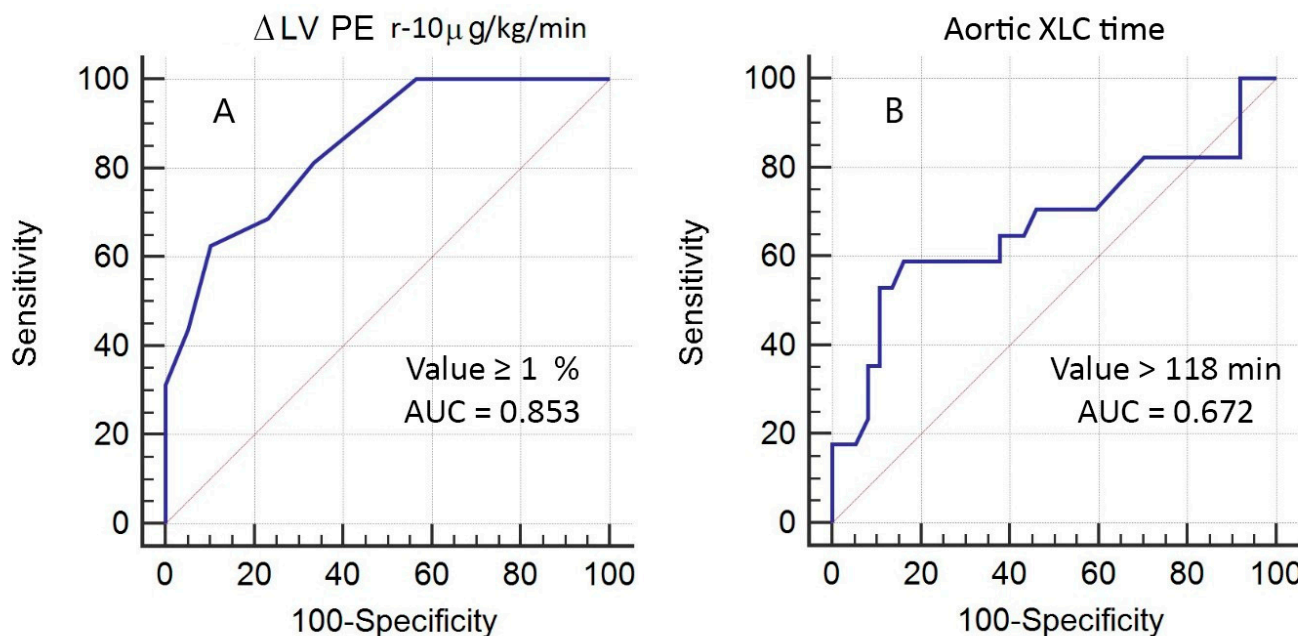 Δ LV PE r-10μ g/kg/min
A
100
80
60
40
20
0
Sensitivity
Value ≥ 1 %
AUC = 0.853
0 20 40 60 80 100
100-Specificity
Aortic XLC time
B
100
80
60
40
20
0
Sensitivity
Value > 118 min
AUC = 0.672
0 20 40 60 80 100
100-Specificity